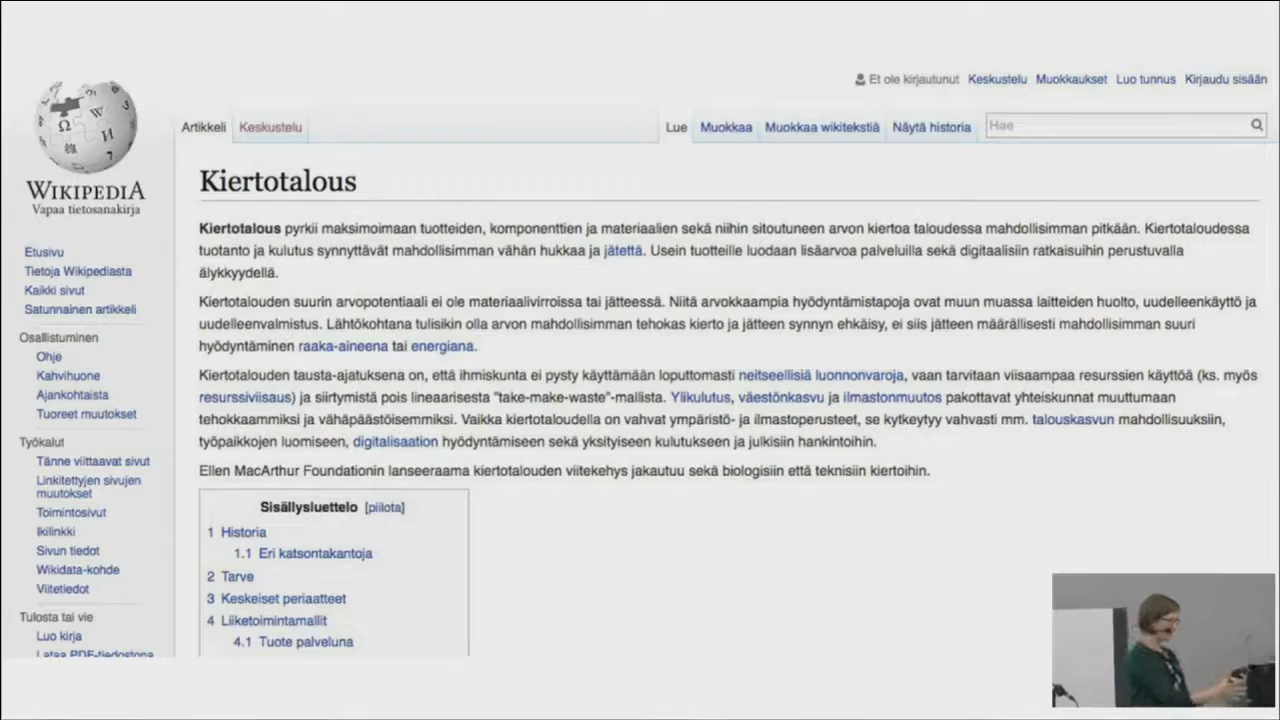 Et ole kirjautunut Keskustelu Muokkaukset Luo tunnus Kirjaudu sisään
Artikkeli Keskustelu Lue Muokkaa Muokkaa wikitekstiä Näytä historia Hae
WIKIPEDIA
Vapaa tietosanakirja
Etusivu
Tietoja Wikipediasta
Kaikki sivut
Satunnainen artikkeli
Osallistuminen
Ohje
Kahvihuone
Ajankohtaista
Tuoreet muutokset
Työkalut
Tänne viittaavat sivut
Linkitettyjen sivujen
muutokset
Toimintosivut
Ikilinkki
Sivun tiedot
Wikidata-kohde
Viitetiedot
Tulosta tai vie
Luo kirja
Lataa PDF-tiedostona
Kiertotalous
Kiertotalous pyrkii maksimoimaan tuotteiden, komponenttien ja materiaalien sekä niihin sitoutuneen arvon kiertoa taloudessa mahdollisimman pitkään. Kiertotaloudessa
tuotanto ja kulutus synnyttävät mahdollisimman vähän hukkaa ja jätettä. Usein tuotteille luodaan lisäarvoa palveluilla sekä digitaalisiin ratkaisuihin perustuvalla
älykkyydellä.
Kiertotalouden suurin arvopotentiaali ei ole materiaalivirroissa tai jätteessä. Niitä arvokkaampia hyödyntämistapoja ovat muun muassa laitteiden huolto, uudelleenkäyttö ja
uudelleenvalmistus. Lähtökohtana tulisikin olla arvon mahdollisimman tehokas kierto ja jätteen synnyn ehkäisy, ei siis jätteen määrällisesti mahdollisimman suuri
hyödyntäminen raaka-aineena tai energiana.
Kiertotalouden tausta-ajatuksena on, että ihmiskunta ei pysty käyttämään loputtomasti neitseellisiä luonnonvaroja, vaan tarvitaan viisaampaa resurssien käyttöä (ks. myös
resurssiviisaus) ja siirtymistä pois lineaarisesta "take-make-waste"-mallista. Ylikulutus, väestönkasvu ja ilmastonmuutos pakottavat yhteiskunnat muuttumaan
tehokkaammiksi ja vähäpäästöisemmiksi. Vaikka kiertotaloudella on vahvat ympäristö- ja ilmastoperusteet, se kytkeytyy vahvasti mm. talouskasvun mahdollisuuksiin,
työpaikkojen luomiseen, digitalisaation hyödyntämiseen sekä yksityiseen kulutukseen ja julkisiin hankintoihin.
Ellen MacArthur Foundationin lanseeraama kiertotalouden viitekehys jakautuu sekä biologisiin että teknisiin kiertoihin.
Sisällysluettelo [piilota]
1 Historia
1.1 Eri katsontakantoja
2 Tarve
3 Keskeiset periaatteet
4 Liiketoimintamallit
4.1 Tuote palveluna